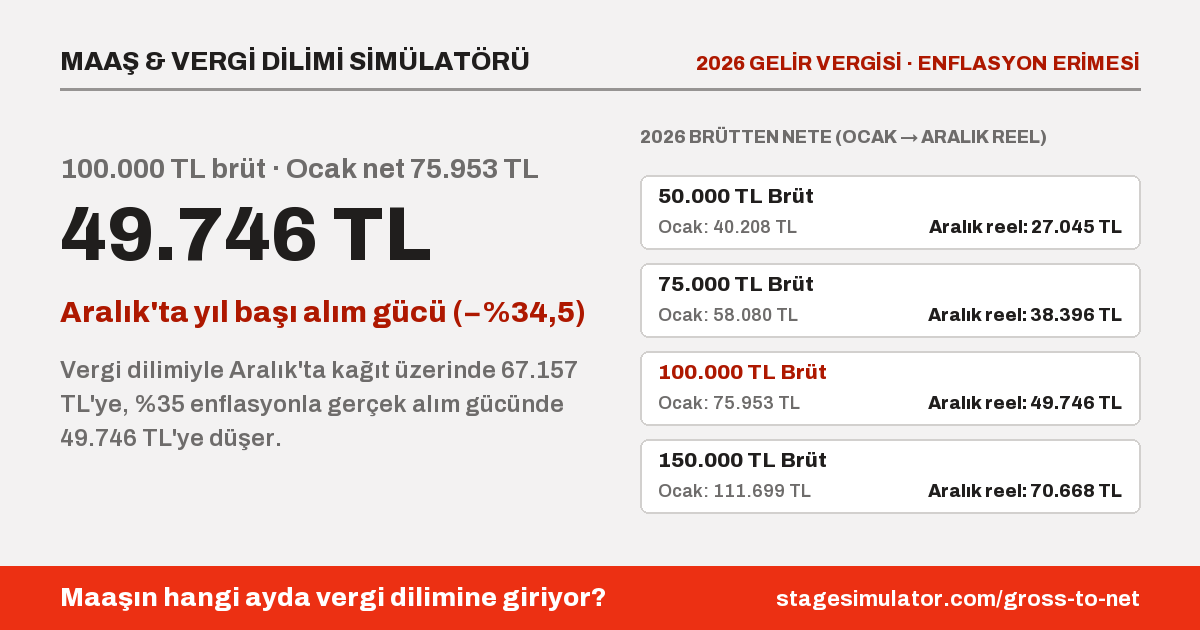 MAAŞ & VERGİ DİLİMİ SİMÜLATÖRÜ
2026 GELİR VERGİSİ · ENFLASYON ERİMESİ
100.000 TL brüt · Ocak net 75.953 TL
49.746 TL
Aralık'ta yıl başı alım gücü (−%34,5)
Vergi dilimiyle Aralık'ta kağıt üzerinde 67.157
TL'ye, %35 enflasyonla gerçek alım gücünde
49.746 TL'ye düşer.
2026 BRÜTTEN NETE (OCAK → ARALIK REEL)
50.000 TL Brüt
Ocak: 40.208 TL
Aralık reel: 27.045 TL
75.000 TL Brüt
Ocak: 58.080 TL
Aralık reel: 38.396 TL
100.000 TL Brüt
Ocak: 75.953 TL
Aralık reel: 49.746 TL
150.000 TL Brüt
Ocak: 111.699 TL
Aralık reel: 70.668 TL
Maaşın hangi ayda vergi dilimine giriyor?
stagesimulator.com/gross-to-net